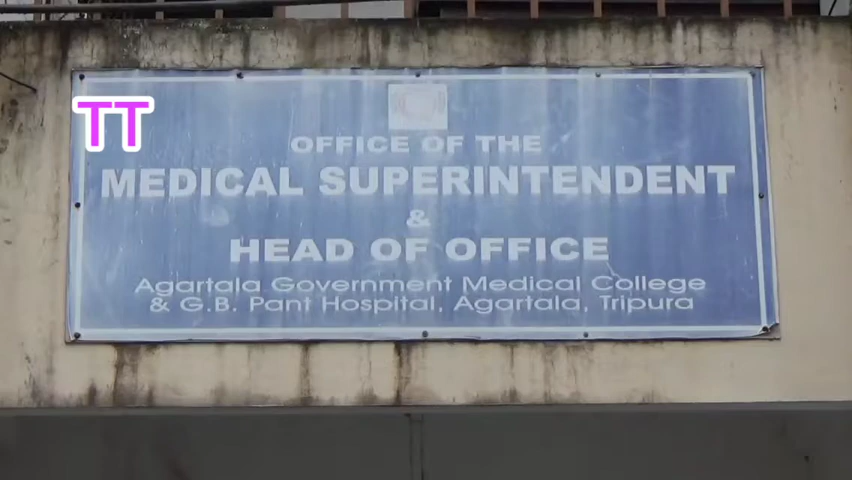 TT
OFFICE OF THE
MEDICAL SUPERINTENDENT
&
HEAD OF OFFICE
Agartala Government Medical College
& G.B. Pant Hospital, Agartala, Tripura